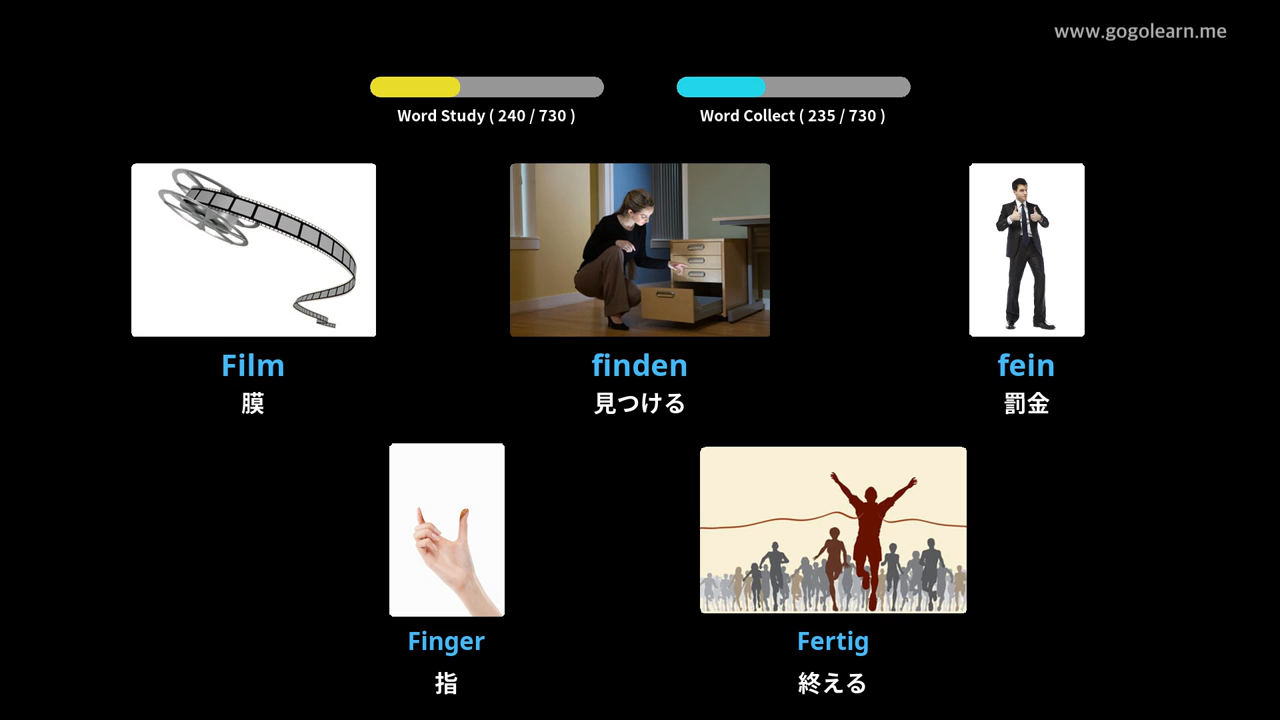 www.gogolearn.me
Word Study ( 240 / 730 )
Word Collect ( 235 / 730 )
Film
膜
finden
見つける
fein
罰金
Finger
指
Fertig
終える